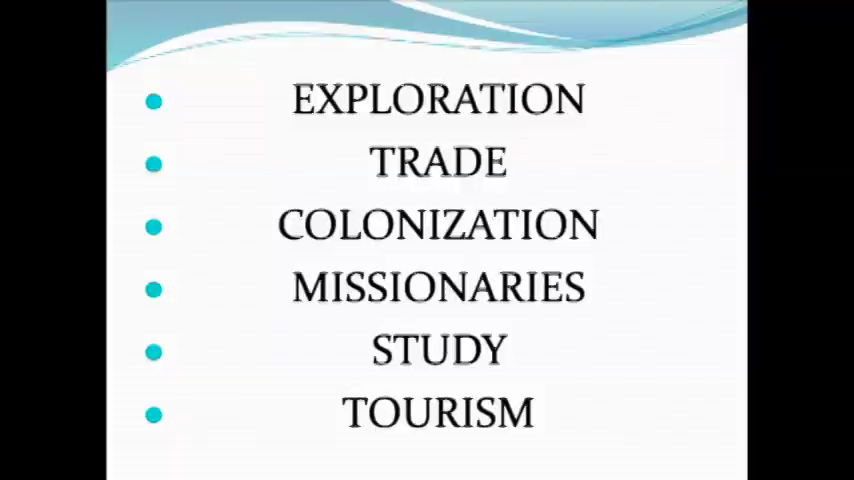 EXPLORATION
TRADE
COLONIZATION
MISSIONARIES
STUDY
TOURISM